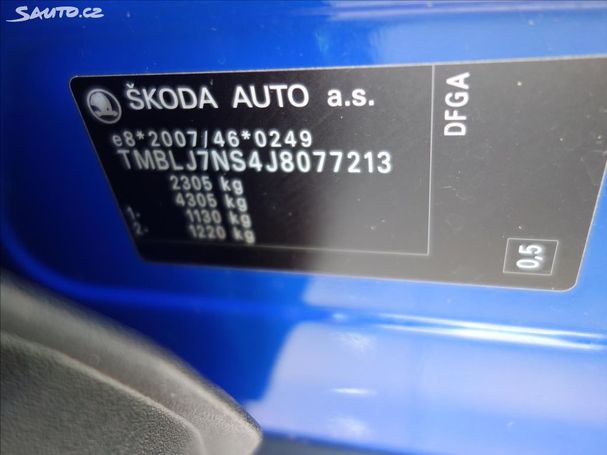 Sauto.cz
ŠKODA AUTO a.s.
e8*2007/46*0249
TMBLJ7NS4J8077213
2305 kg
4305 kg
1- 1130 kg
2- 1220 kg
DFGA
0,5